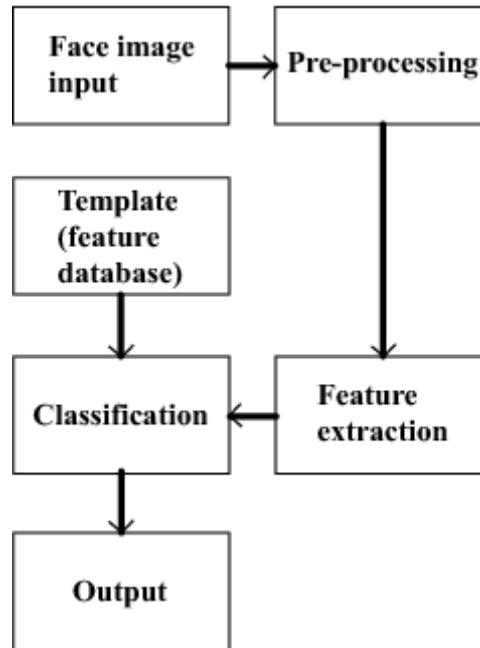 Face image
input
Pre-processing
Template
(feature
database)
Classification
Feature
extraction
Output